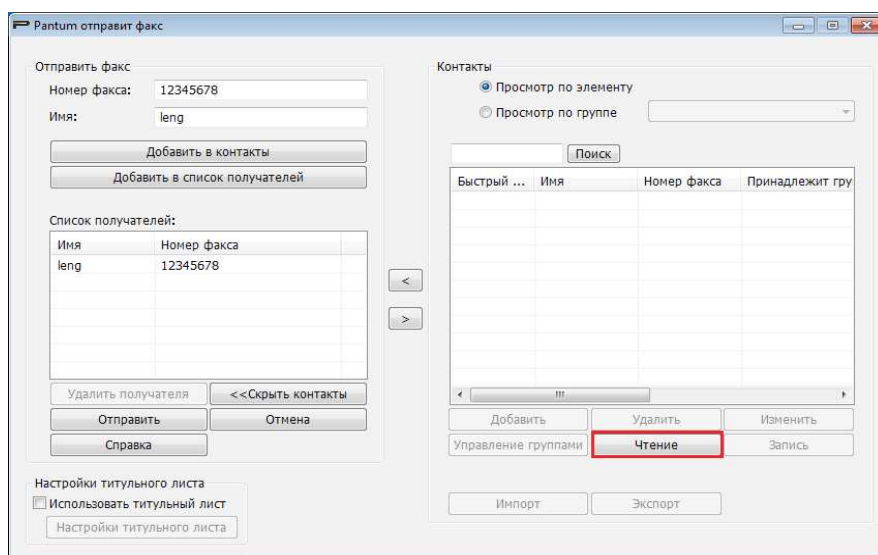 Pantum отправит факс
Отправить факс
Номер факса: 12345678
Имя: leng
Добавить в контакты
Добавить в список получателей
Список получателей:
Имя Номер факса
leng 12345678
Удалить получателя <<Скрыть контакты
Отправить Отмена
Справка
Настройки титульного листа
Использовать титульный лист
Настройки титульного листа
<
>
Контакты
Просмотр по элементу
Просмотр по группе
Поиск
Быстрый ... Имя Номер факса Принадлежит гру
Добавить Удалить Изменить
Управление группами Чтение Запись
Импорт Экспорт